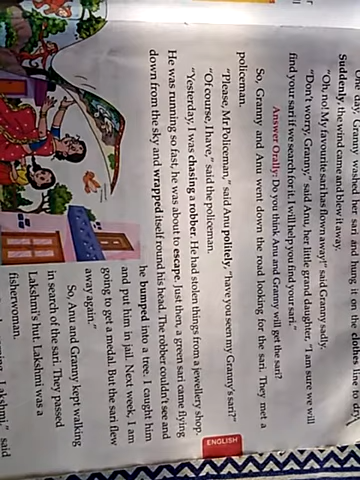 one day, Granny washed her sari and hung it on the clothes line to
Suddenly, the wind came and blew it away.
"Oh, no! My favourite sari has flown away!" said Granny sadly.
"Don't worry, Granny," said Anu, her little grand daughter, "I am sure we will
find your sari if we search for it. I will help you find your sari."
Answer Orally: Do you think Anu and Granny will get the sari?
So, Granny and Anu went down the road looking for the sari. They met a
policeman.
"Please, Mr Policeman," said Anu politely, "have you seen my Granny's sari?"
"Of course, I have," said the policeman.
"Yesterday, I was chasing a robber. He had stolen things from a jewellery shop
He was running so fast, he was about to escape. Just then, a green sari came flying
down from the sky and wrapped itself round his head. The robber couldn't see and
he bumped into a tree. I caught him
and put him in jail. Next week, I am
going to get a medal. But the sari flew
away again."
So, Anu and Granny kept walking
in search of the sari. They passed
Lakshmi's hut. Lakshmi was a
fisherwoman.
Lakshmi," said
ENGLISH